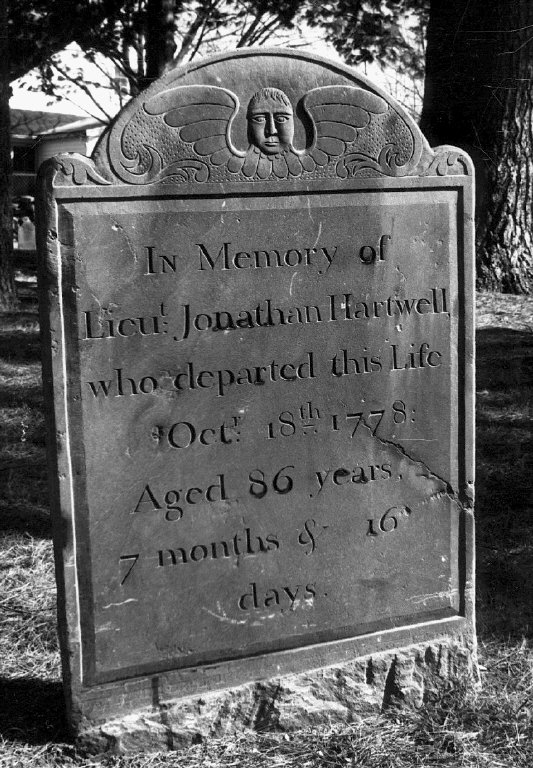 In Memory of
Lieut. Jonathan Hartwell
who departed this Life
Octr. 18th 1778:
Aged 86 years,
7 months & 16
days.